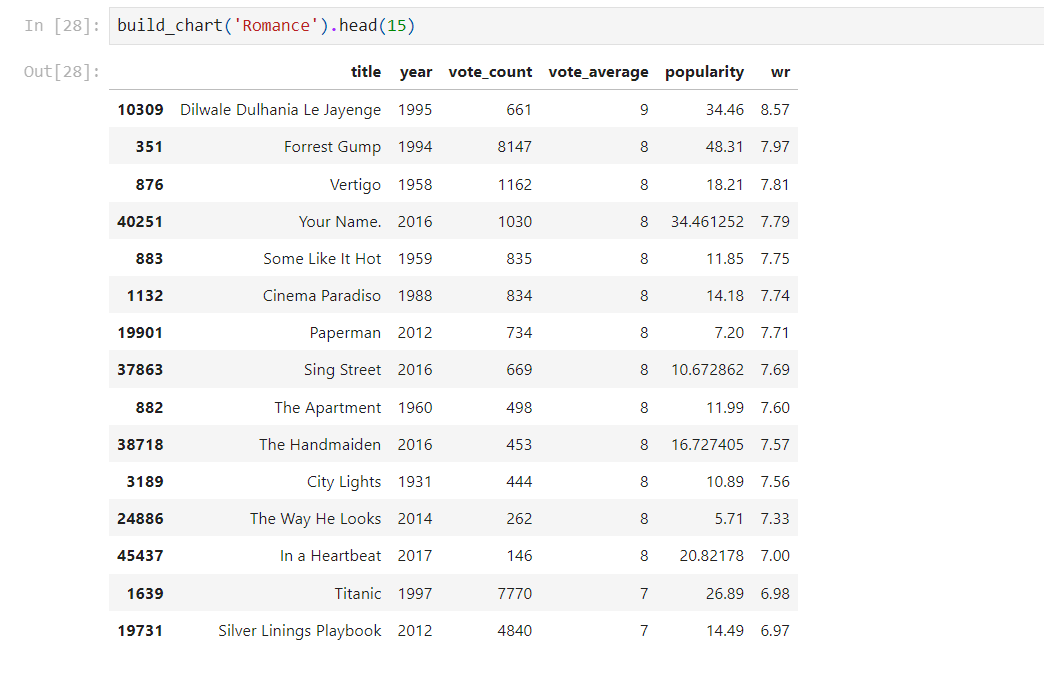 In [28]: build_chart('Romance').head(15)
Out[28]: title year vote_count vote_average popularity wr
10309 Dilwale Dulhania Le Jayenge 1995 661 9 34.46 8.57
351 Forrest Gump 1994 8147 8 48.31 7.97
876 Vertigo 1958 1162 8 18.21 7.81
40251 Your Name. 2016 1030 8 34.461252 7.79
883 Some Like It Hot 1959 835 8 11.85 7.75
1132 Cinema Paradiso 1988 834 8 14.18 7.74
19901 Paperman 2012 734 8 7.20 7.71
37863 Sing Street 2016 669 8 10.672862 7.69
882 The Apartment 1960 498 8 11.99 7.60
38718 The Handmaiden 2016 453 8 16.727405 7.57
3189 City Lights 1931 444 8 10.89 7.56
24886 The Way He Looks 2014 262 8 5.71 7.33
45437 In a Heartbeat 2017 146 8 20.82178 7.00
1639 Titanic 1997 7770 7 26.89 6.98
19731 Silver Linings Playbook 2012 4840 7 14.49 6.97